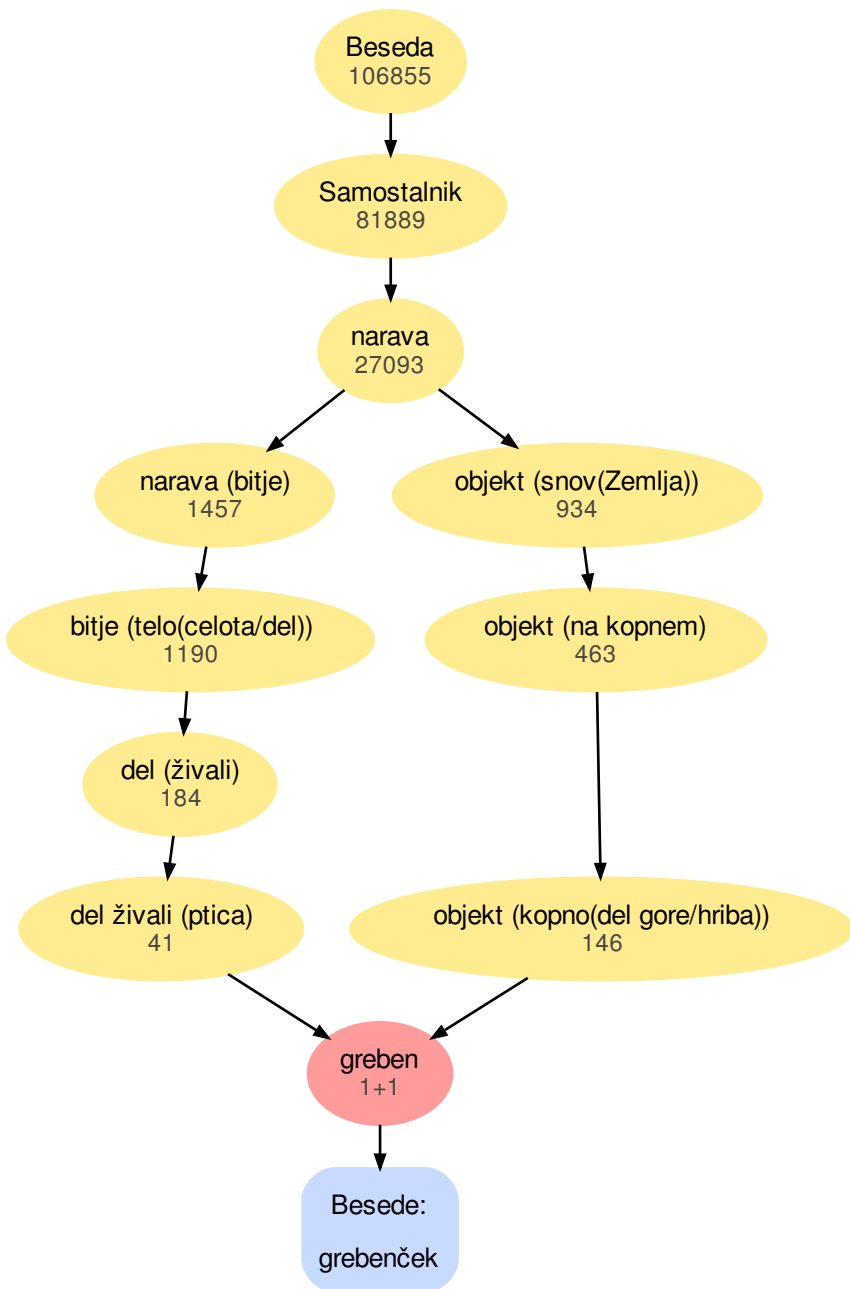 Beseda
106855
Samostalnik
81889
narava
27093
narava (bitje)
1457
objekt (snov(Zemlja))
934
bitje (telo(celota/del))
1190
objekt (na kopnem)
463
del (živali)
184
del živali (ptica)
41
objekt (kopno(del gore/hriba))
146
greben
1+1
Besede:
grebenček